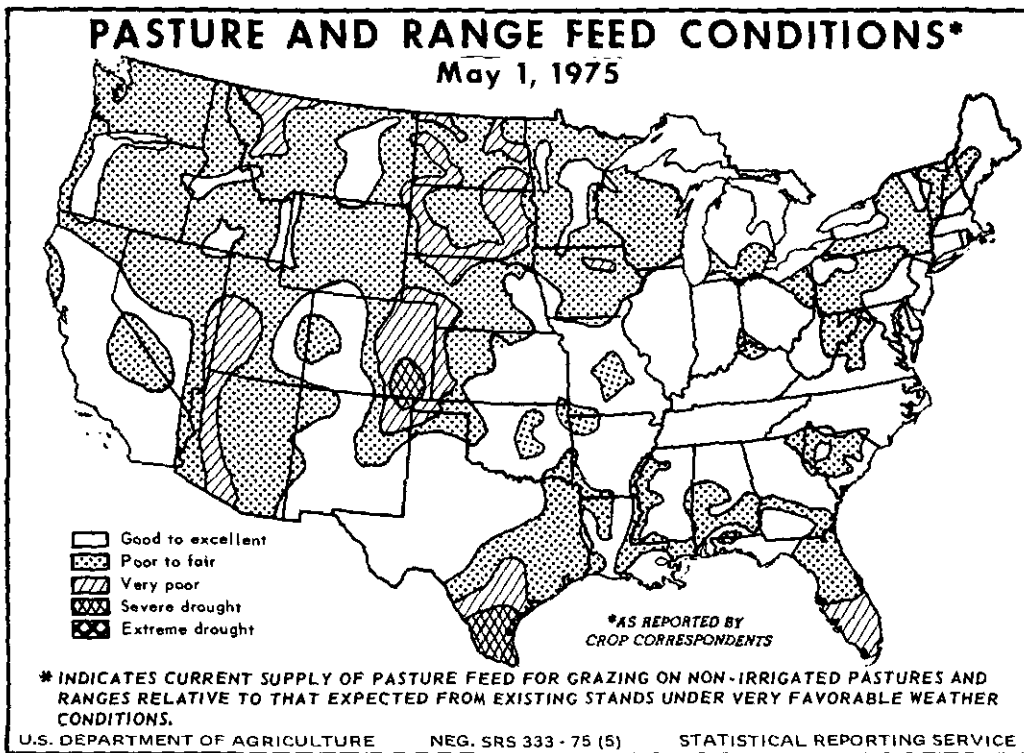 PASTURE AND RANGE FEED CONDITIONS*
May 1, 1975
Good to excellent
Poor to fair
Very poor
Severe drought
Extreme drought
*AS REPORTED BY
CROP CORRESPONDENTS
* INDICATES CURRENT SUPPLY OF PASTURE FEED FOR GRAZING ON NON-IRRIGATED PASTURES AND
RANGES RELATIVE TO THAT EXPECTED FROM EXISTING STANDS UNDER VERY FAVORABLE WEATHER
CONDITIONS.
U.S. DEPARTMENT OF AGRICULTURE NEG. SRS 333-75 (5) STATISTICAL REPORTING SERVICE